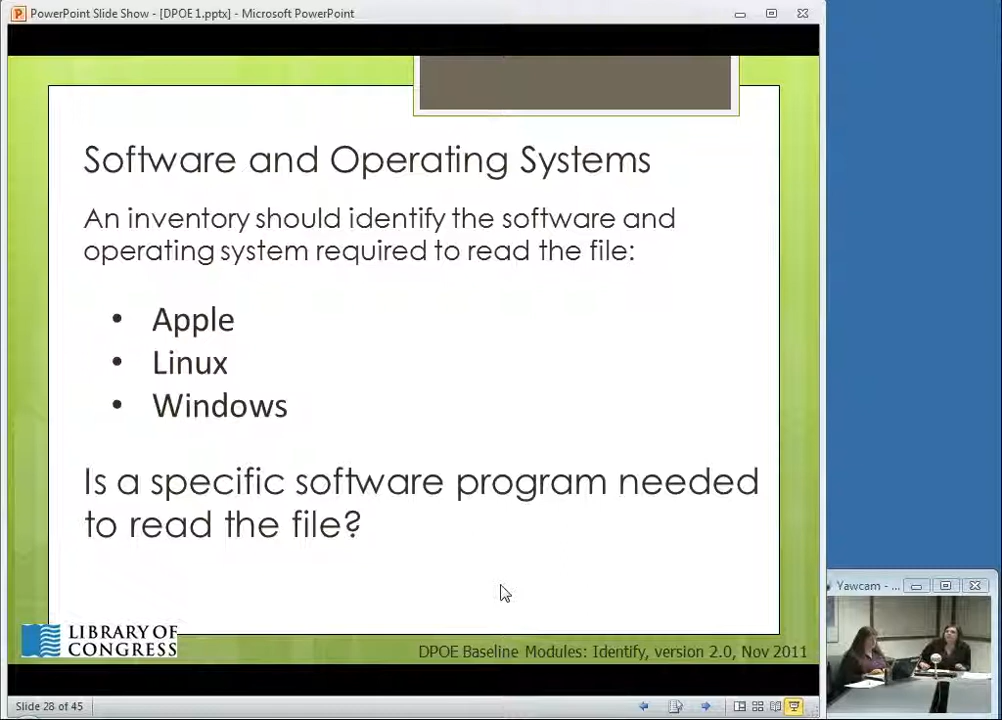 PowerPoint Slide Show - [DPOE 1.pptx] - Microsoft PowerPoint
Software and Operating Systems
An inventory should identify the software and
operating system required to read the file:
• Apple
• Linux
• Windows
Is a specific software program needed
to read the file?
LIBRARY OF
CONGRESS
DPOE Baseline Modules: Identify, version 2.0, Nov 2011
Slide 28 of 45
Yawcam - ...